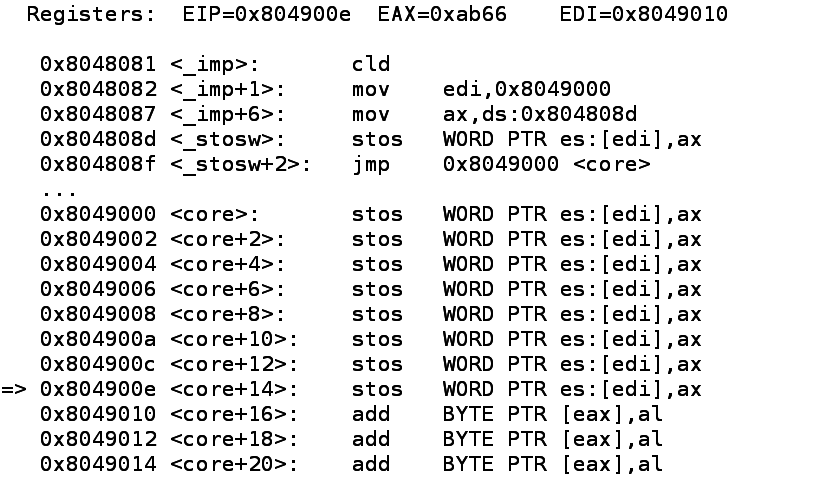 Registers:  EIP=0x804900e  EAX=0xab66    EDI=0x8049010
0x8048081 <_imp>:       cld
0x8048082 <_imp+1>:     mov    edi,0x8049000
0x8048087 <_imp+6>:     mov    ax,ds:0x804808d
0x804808d <_stosw>:     stos   WORD PTR es:[edi],ax
0x804808f <_stosw+2>:   jmp    0x8049000 <core>
...
0x8049000 <core>:       stos   WORD PTR es:[edi],ax
0x8049002 <core+2>:     stos   WORD PTR es:[edi],ax
0x8049004 <core+4>:     stos   WORD PTR es:[edi],ax
0x8049006 <core+6>:     stos   WORD PTR es:[edi],ax
0x8049008 <core+8>:     stos   WORD PTR es:[edi],ax
0x804900a <core+10>:    stos   WORD PTR es:[edi],ax
0x804900c <core+12>:    stos   WORD PTR es:[edi],ax
=> 0x804900e <core+14>:    stos   WORD PTR es:[edi],ax
0x8049010 <core+16>:    add    BYTE PTR [eax],al
0x8049012 <core+18>:    add    BYTE PTR [eax],al
0x8049014 <core+20>:    add    BYTE PTR [eax],al